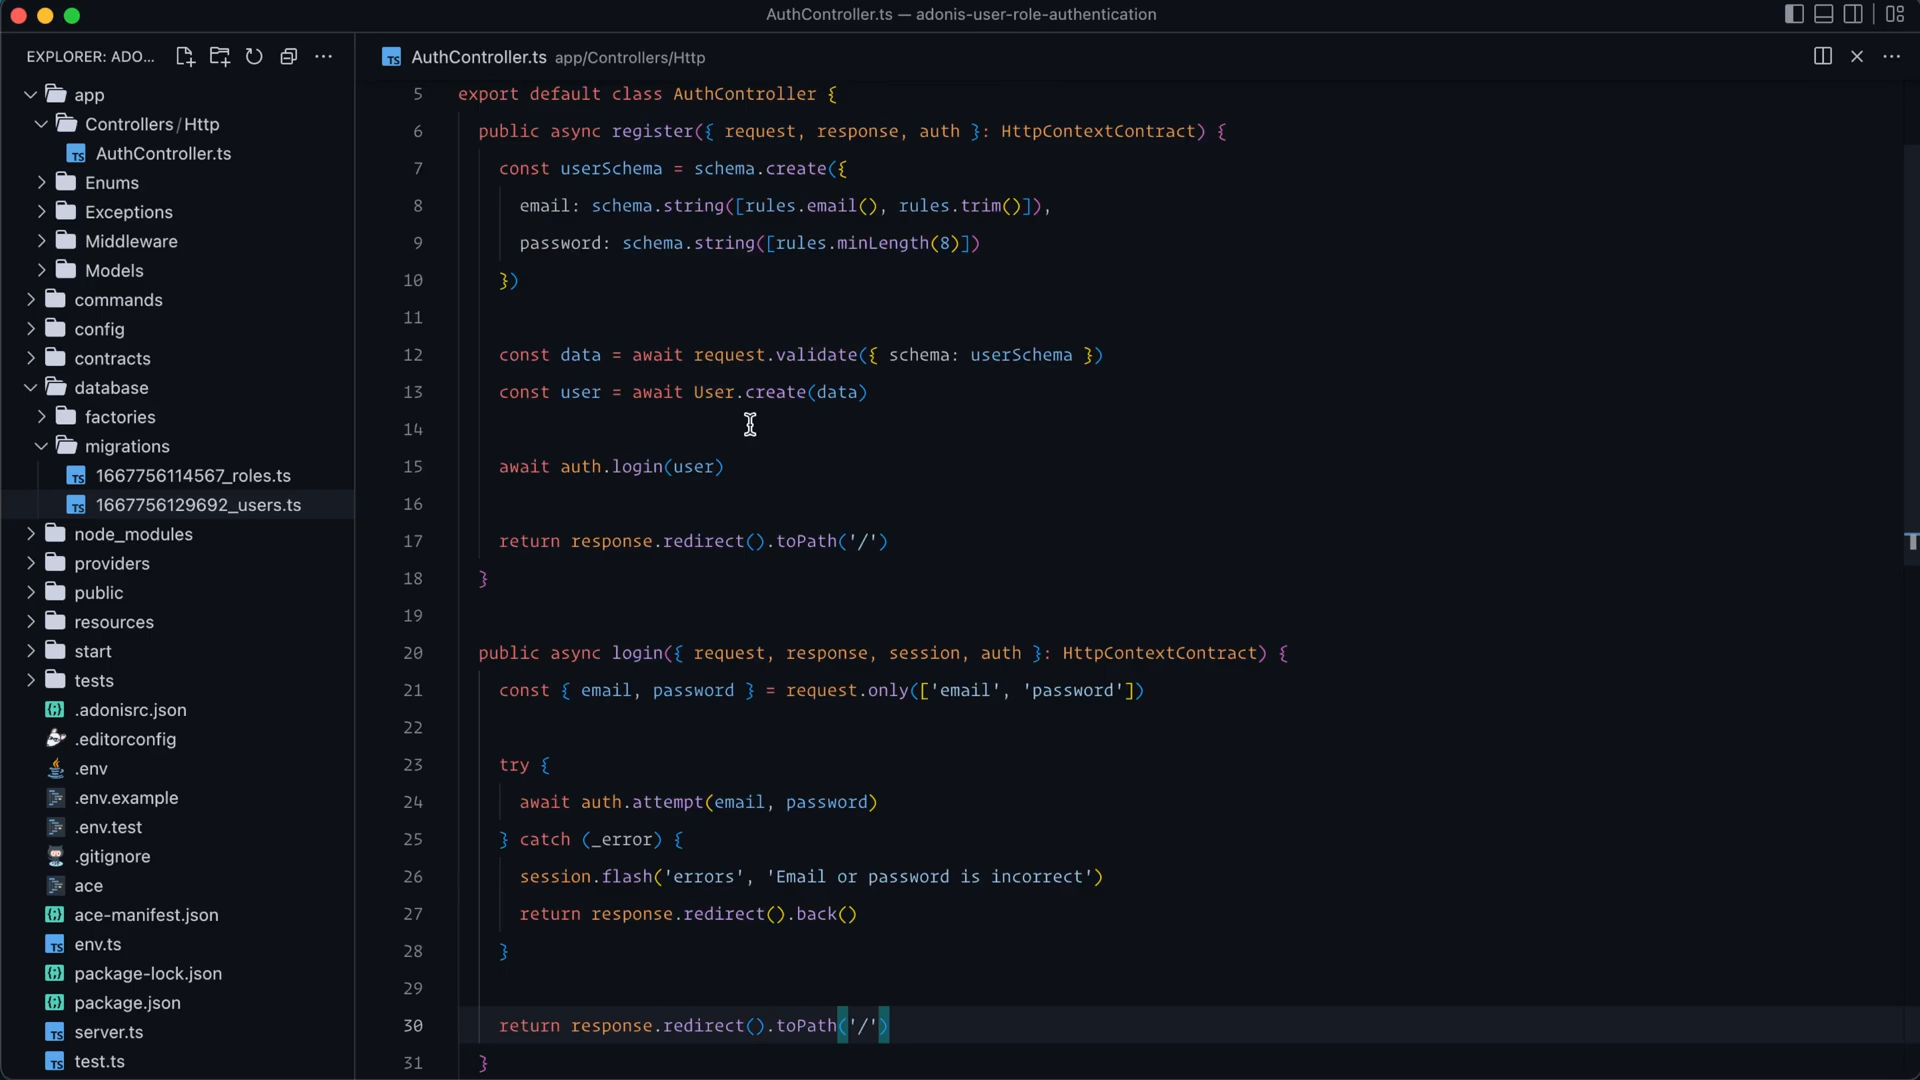 AuthController.ts — adonis-user-role-authentication
EXPLORER: ADO...
app
Controllers / Http
AuthController.ts
Enums
Exceptions
Middleware
Models
commands
config
contracts
database
factories
migrations
1667756114567_roles.ts
1667756129692_users.ts
node_modules
providers
public
resources
start
tests
.adonisrc.json
.editorconfig
.env
.env.example
.env.test
.gitignore
ace
ace-manifest.json
env.ts
package-lock.json
package.json
server.ts
test.ts
AuthController.ts app/Controllers/Http
5 export default class AuthController {
6 public async register({ request, response, auth }: HttpContextContract) {
7 const userSchema = schema.create({
8 email: schema.string([rules.email(), rules.trim()]),
9 password: schema.string([rules.minLength(8)])
10 })
11
12 const data = await request.validate({ schema: userSchema })
13 const user = await User.create(data)
14
15 await auth.login(user)
16
17 return response.redirect().toPath('/')
18 }
19
20 public async login({ request, response, session, auth }: HttpContextContract) {
21 const { email, password } = request.only(['email', 'password'])
22
23 try {
24 await auth.attempt(email, password)
25 } catch (_error) {
26 session.flash('errors', 'Email or password is incorrect')
27 return response.redirect().back()
28 }
29
30 return response.redirect().toPath('/')
31 }